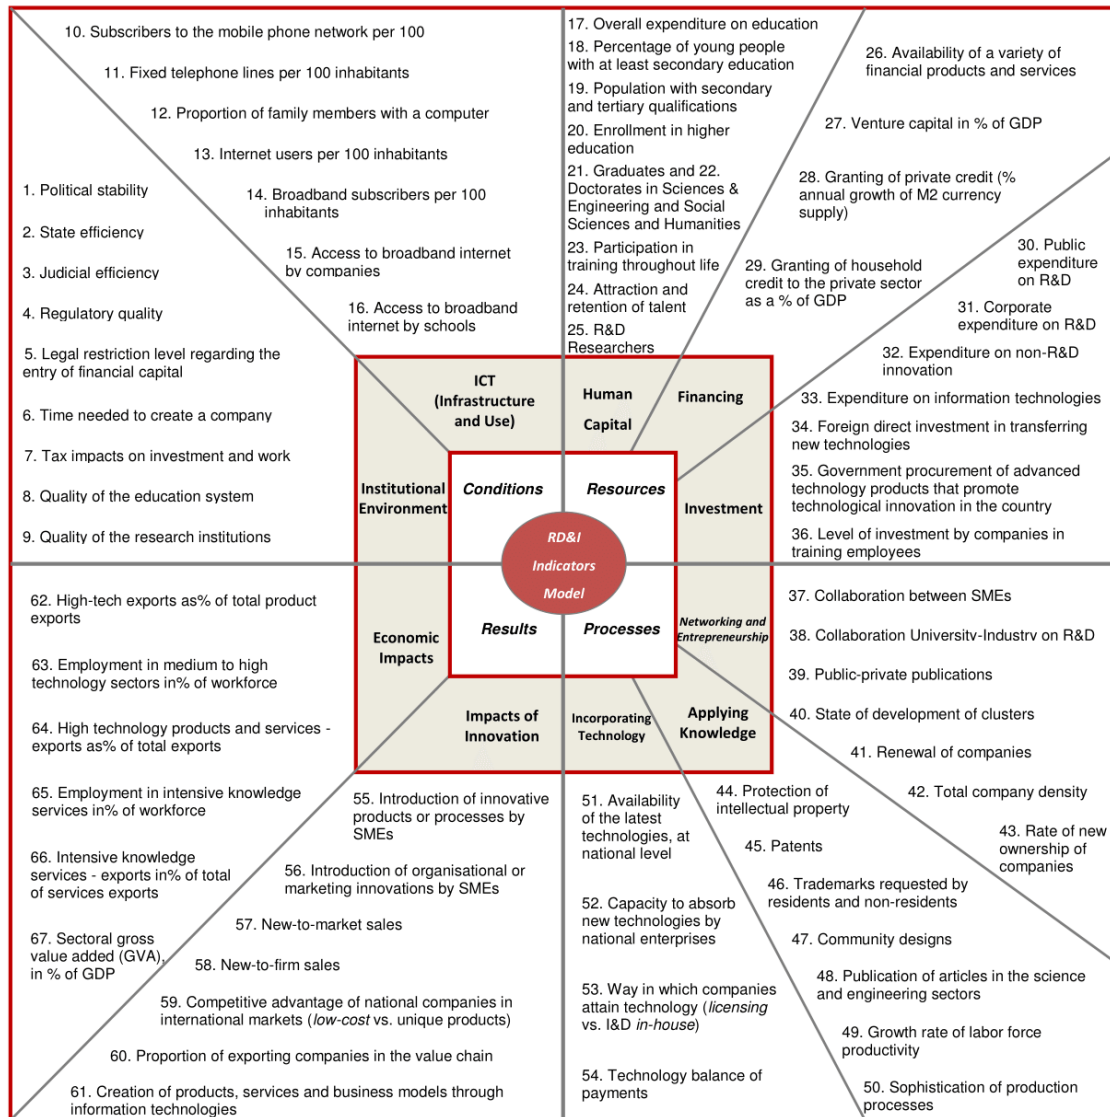 10. Subscribers to the mobile phone network per 100
11. Fixed telephone lines per 100 inhabitants
12. Proportion of family members with a computer
13. Internet users per 100 inhabitants
14. Broadband subscribers per 100
inhabitants
15. Access to broadband internet
by companies
16. Access to broadband
internet by schools
17. Overall expenditure on education
18. Percentage of young people
with at least secondary education
19. Population with secondary
and tertiary qualifications
20. Enrollment in higher
education
21. Graduates and 22.
Doctorates in Sciences &
Engineering and Social
Sciences and Humanities
23. Participation in
training throughout life
24. Attraction and
retention of talent
25. R&D
Researchers
26. Availability of a variety of
financial products and services
27. Venture capital in % of GDP
28. Granting of private credit (%
annual growth of M2 currency
supply)
29. Granting of household
credit to the private sector
as a % of GDP
30. Public
expenditure
on R&D
31. Corporate
expenditure on R&D
32. Expenditure on non-R&D
innovation
33. Expenditure on information technologies
34. Foreign direct investment in transferring
new technologies
35. Government procurement of advanced
technology products that promote
technological innovation in the country
36. Level of investment by companies in
training employees
1. Political stability
2. State efficiency
3. Judicial efficiency
4. Regulatory quality
5. Legal restriction level regarding the
entry of financial capital
6. Time needed to create a company
7. Tax impacts on investment and work
8. Quality of the education system
9. Quality of the research institutions
ICT
(Infrastructure
and Use)
Human
Capital
Financing
Institutional
Environment
Conditions
Resources
Investment
RD&I
Indicators
Model
Economic
Impacts
Results
Processes
Networking and
Entrepreneurship
Impacts of
Innovation
Incorporating
Technology
Applying
Knowledge
37. Collaboration between SMEs
38. Collaboration University-Industry on R&D
39. Public-private publications
40. State of development of clusters
41. Renewal of companies
42. Total company density
43. Rate of new
ownership of
companies
44. Protection of
intellectual property
45. Patents
46. Trademarks requested by
residents and non-residents
47. Community designs
48. Publication of articles in the science
and engineering sectors
49. Growth rate of labor force
productivity
50. Sophistication of production
processes
51. Availability
of the latest
technologies, at
national level
52. Capacity to absorb
new technologies by
national enterprises
53. Way in which companies
attain technology (licensing
vs. I&D in-house)
54. Technology balance of
payments
55. Introduction of innovative
products or processes by
SMEs
56. Introduction of organisational or
marketing innovations by SMEs
57. New-to-market sales
58. New-to-firm sales
59. Competitive advantage of national companies in
international markets (low-cost vs. unique products)
60. Proportion of exporting companies in the value chain
61. Creation of products, services and business models through
information technologies
62. High-tech exports as% of total product
exports
63. Employment in medium to high
technology sectors in% of workforce
64. High technology products and services -
exports as% of total exports
65. Employment in intensive knowledge
services in% of workforce
66. Intensive knowledge
services - exports in% of total
of services exports
67. Sectoral gross
value added (GVA),
in % of GDP